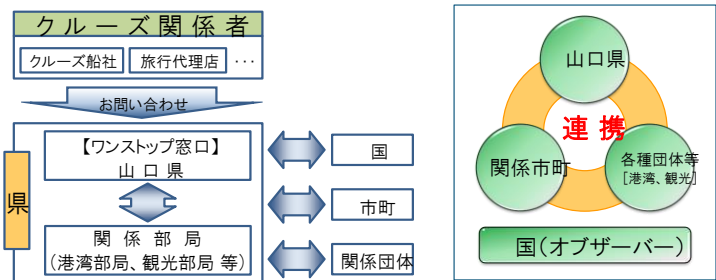 クルーズ関係者
クルーズ船社
旅行代理店
･･･
お問い合わせ
県
【ワンストップ窓口】
山口県
関係部局
（港湾部局、観光部局 等）
国
市町
関係団体
山口県
連携
関係市町
各種団体等
[港湾、観光]
国（オブザーバー）